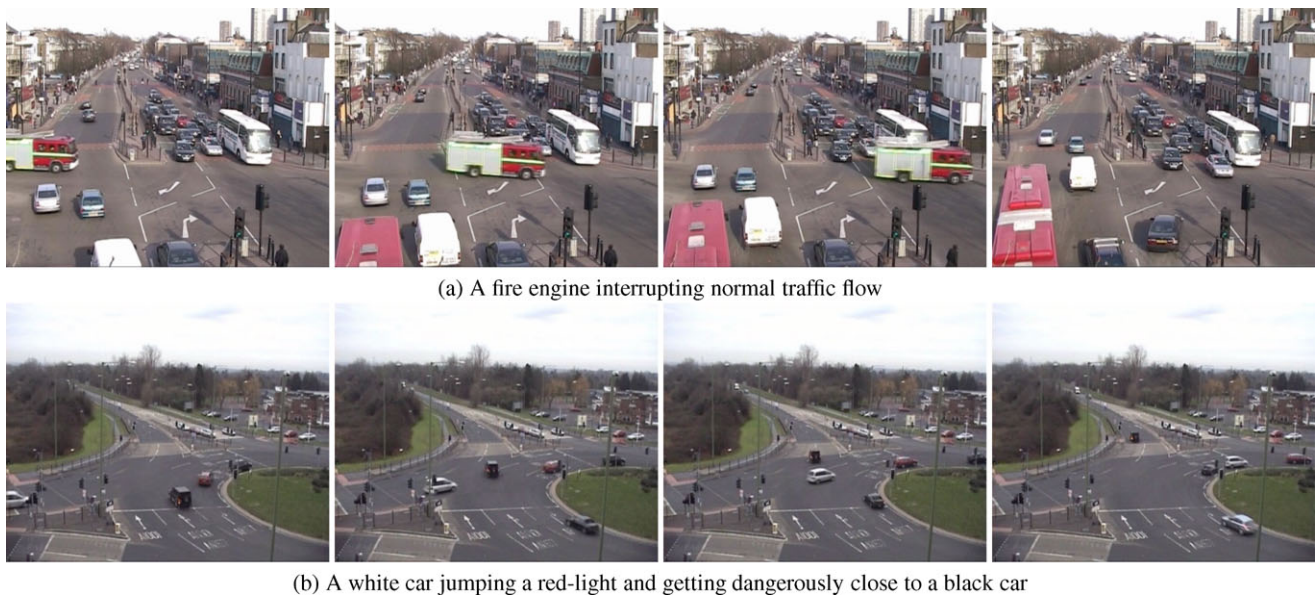 (a) A fire engine interrupting normal traffic flow
(b) A white car jumping a red-light and getting dangerously close to a black car